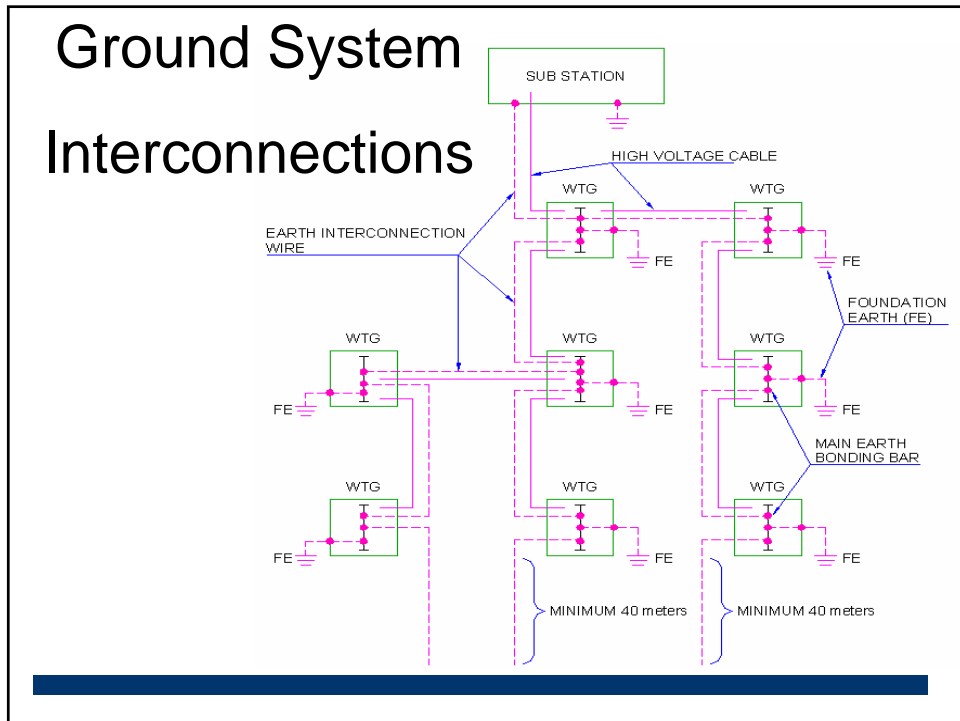 Ground System
Interconnections
SUB STATION
HIGH VOLTAGE CABLE
WTG
WTG
EARTH INTERCONNECTION
WIRE
FE
FE
FOUNDATION
EARTH (FE)
WTG
WTG
WTG
FE
FE
FE
MAIN EARTH
BONDING BAR
WTG
WTG
WTG
FE
FE
FE
MINIMUM 40 meters
MINIMUM 40 meters